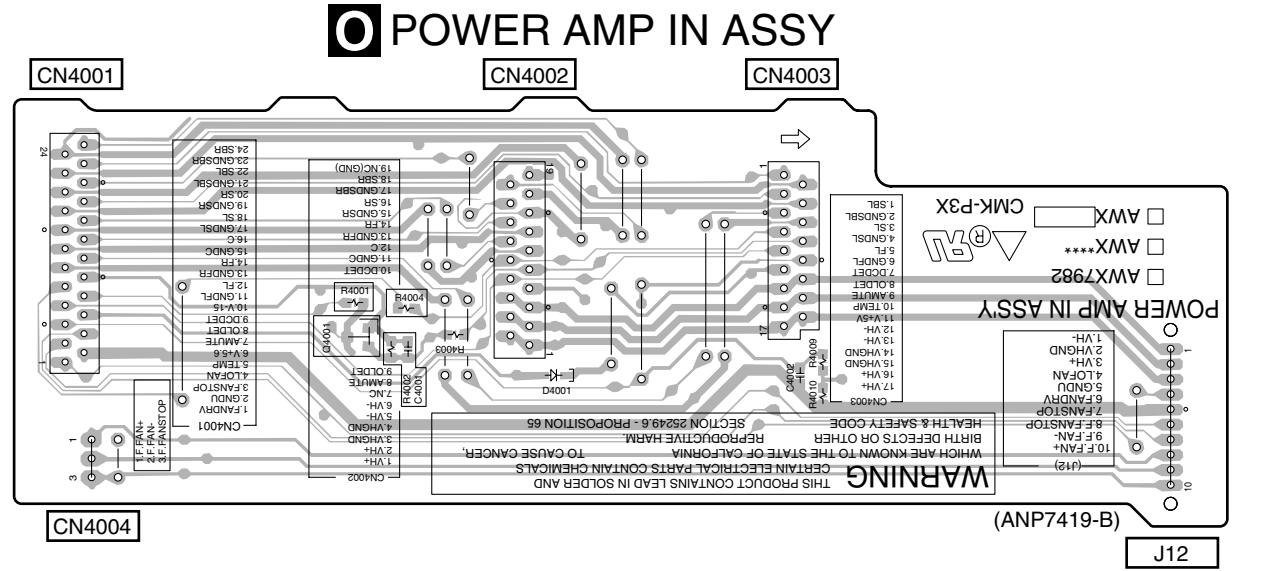 O POWER AMP IN ASSY
CN4001
CN4002
CN4003
24
24.SBR
23.GNDSBR
22.SBL
21.GNDSBL
20.SR
19.GNDSR
18.SL
17.GNDSL
16.C
15.GNDC
14.FR
13.GNDFR
12.FL
11.GNDFL
10.V-15
9.DCDET
8.OLDET
7.AMUTE
6.V+5.6
5.TEMP
4.LOFAN
3.FANSTOP
2.GNDU
1.FANDRV
CN4001
1
19.NC(GND)
18.SBR
17.GNDSBR
16.SR
15.GNDSR
14.FR
13.GNDFR
12.C
11.GNDC
10.DCDET
R4001
R4004
Q4001
R4003
R4002
C4001
9.OLDET
8.AMUTE
7.NC
6.VH-
5.VH-
4.VHGND
3.VHGND
2.VH+
1.VH+
CN4002
19
1
D4001
1
17
1.SBL
2.GNDSBL
3.SL
4.GNDSL
5.FL
6.GNDFL
7.DCDET
8.OLDET
9.AMUTE
10.TEMP
11.V+5V
12.VH-
13.VH-
14.VHGND
15.VHGND
16.VH+
17.VH+
CN4003
R4009
C4002
R4010
CMK-P3X
R
AWX
AWX****
AWX7982
POWER AMP IN ASSY
1.VH-
2.VHGND
3.VH+
4.LOFAN
5.GNDU
6.FANDRV
7.FANSTOP
8.F.FANSTOP
9.F.FAN-
10.F.FAN+
(J12)
1
10
1
3
1.F.FAN+
2.F.FAN-
3.F.FANSTOP
WARNING
THIS PRODUCT CONTAINS LEAD IN SOLDER AND
CERTAIN ELECTRICAL PARTS CONTAIN CHEMICALS
WHICH ARE KNOWN TO THE STATE OF CALIFORNIA TO CAUSE CANCER,
BIRTH DEFECTS OR OTHER REPRODUCTIVE HARM.
HEALTH & SAFETY CODE SECTION 25249.6 - PROPOSITION 65
CN4004
(ANP7419-B)
J12